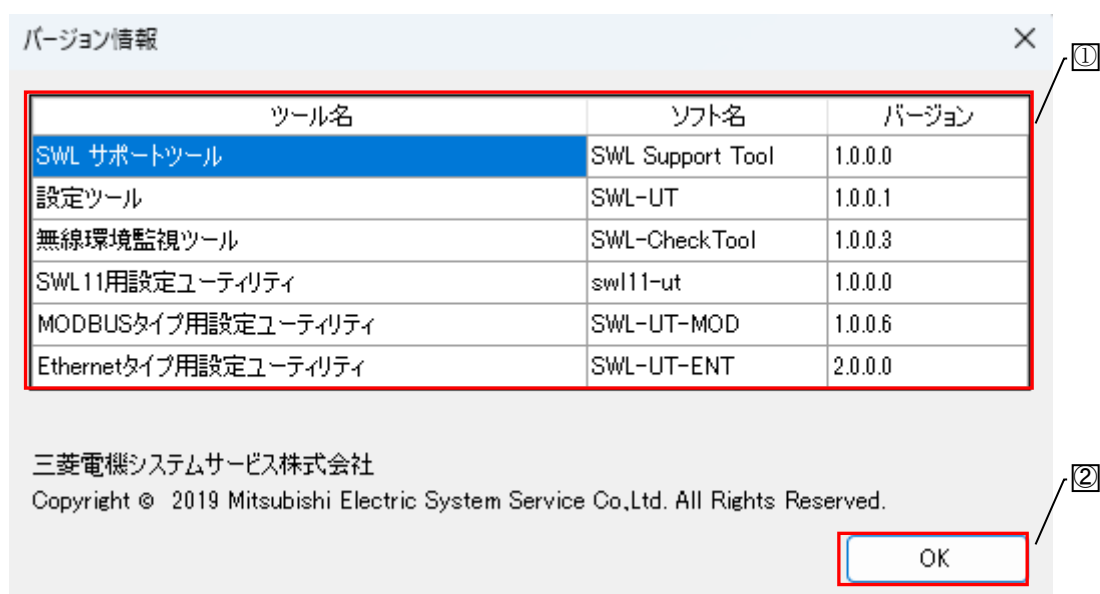 バージョン情報
①
ツール名 ソフト名 バージョン
SWL サポートツール SWL Support Tool 1.0.0.0
設定ツール SWL-UT 1.0.0.1
無線環境監視ツール SWL-CheckTool 1.0.0.3
SWL11用設定ユーティリティ swl11-ut 1.0.0.0
MODBUSタイプ用設定ユーティリティ SWL-UT-MOD 1.0.0.6
Ethernetタイプ用設定ユーティリティ SWL-UT-ENT 2.0.0.0
三菱電機システムサービス株式会社
Copyright © 2019 Mitsubishi Electric System Service Co,Ltd. All Rights Reserved.
②
OK